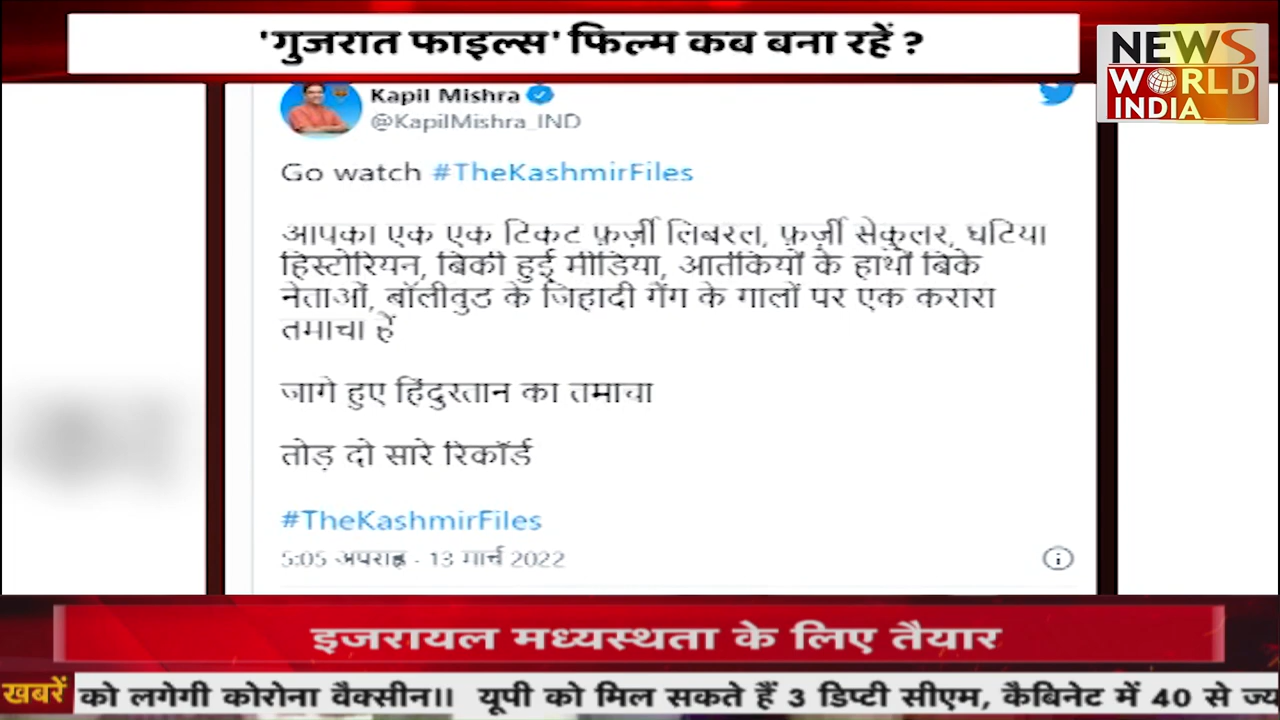 'गुजरात फाइल्स' फिल्म कब बना रहें ?
NEWS
WORLD
INDIA
Kapil Mishra
@KapilMishra_IND
Go watch #TheKashmirFiles
आपका एक एक टिकट फ़र्ज़ी लिबरल, फ़र्ज़ी सेकुलर, घटिया
हिस्टोरियन, बिकी हुई मीडिया, आतंकियों के हाथों बिके
नेताओं, बॉलीवुड के जिहादी गैंग के गालों पर एक करारा
तमाचा हैं
जागे हुए हिंदुस्तान का तमाचा
तोड़ दो सारे रिकॉर्ड
#TheKashmirFiles
5:05 अपराह्न · 13 मार्च 2022
इजरायल मध्यस्थता के लिए तैयार
खबरें को लगेगी कोरोना वैक्सीन।। यूपी को मिल सकते हैं 3 डिप्टी सीएम, कैबिनेट में 40 से ज्य